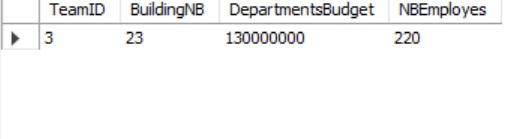 TeamID BuildingNB DepartmentsBudget NBEmployes
3 23 130000000 220